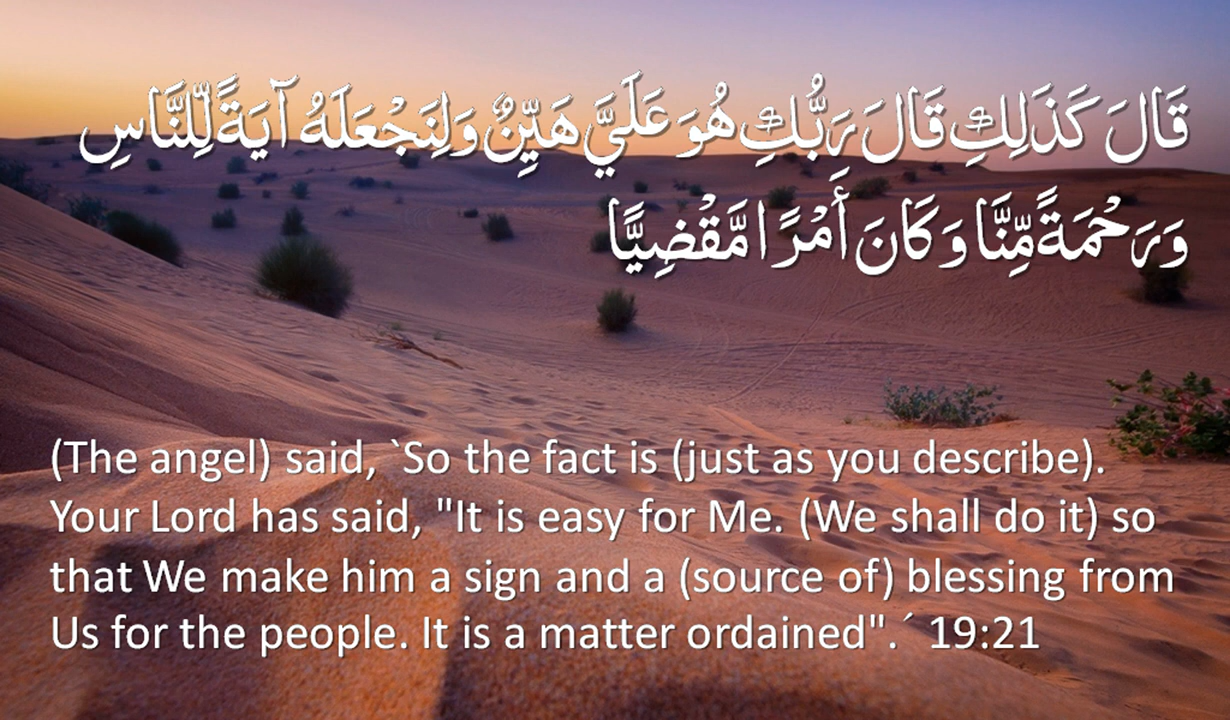 قَالَ كَذَلِكِ قَالَ رَبُّكِ هُوَ عَلَيَّ هَيِّنٌ وَلِنَجْعَلَهُ آيَةً لِّلنَّاسِ
وَرَحْمَةً مِّنَّا وَكَانَ أَمْرًا مَّقْضِيًّا
(The angel) said, `So the fact is (just as you describe).
Your Lord has said, "It is easy for Me. (We shall do it) so
that We make him a sign and a (source of) blessing from
Us for the people. It is a matter ordained".´ 19:21